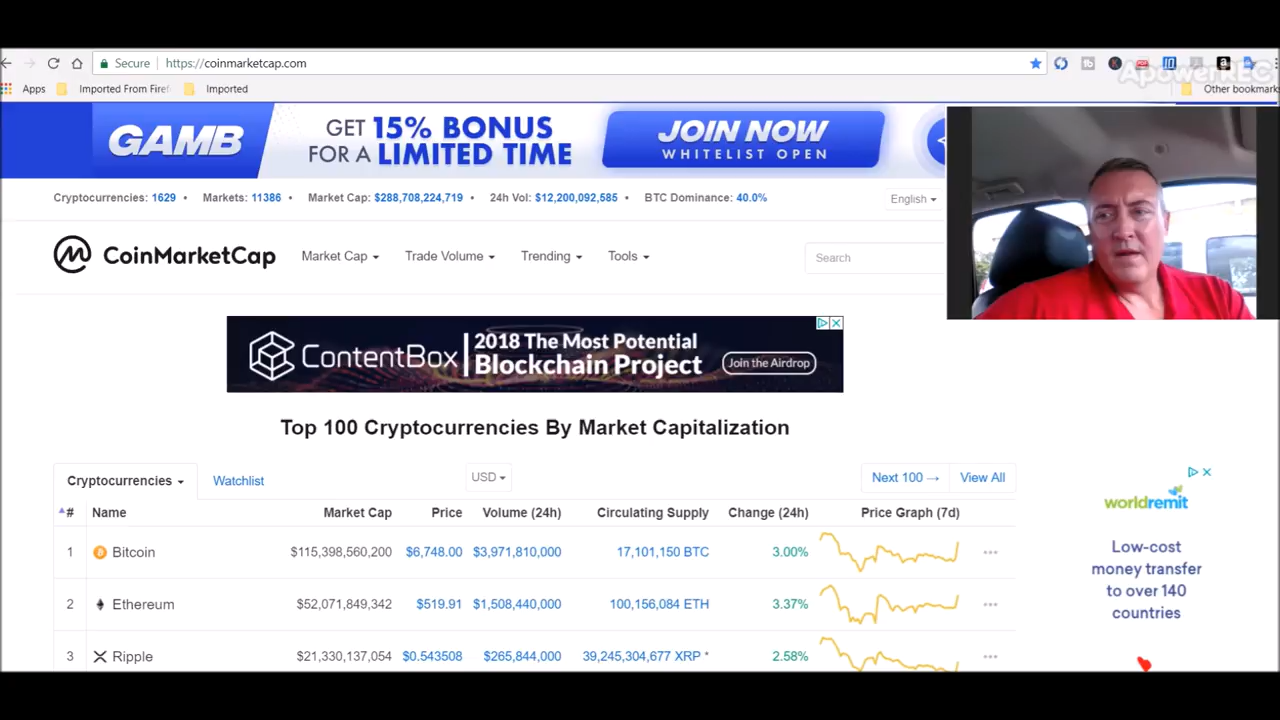 Secure
https://coinmarketcap.com
ApowerREC
Apps
Imported From Firef
Imported
Other bookmark
GAMB
GET 15% BONUS
FOR A LIMITED TIME
JOIN NOW
WHITELIST OPEN
Cryptocurrencies: 1629 • Markets: 11386 • Market Cap: $288,708,224,719 • 24h Vol: $12,200,092,585 • BTC Dominance: 40.0%
English
CoinMarketCap
Market Cap
Trade Volume
Trending
Tools
Search
ContentBox
2018 The Most Potential
Blockchain Project
Join the Airdrop
Top 100 Cryptocurrencies By Market Capitalization
Cryptocurrencies
Watchlist
USD
Next 100 →
View All
# Name Market Cap Price Volume (24h) Circulating Supply Change (24h) Price Graph (7d)
1 Bitcoin $115,398,560,200 $6,748.00 $3,971,810,000 17,101,150 BTC 3.00%
2 Ethereum $52,071,849,342 $519.91 $1,508,440,000 100,156,084 ETH 3.37%
3 Ripple $21,330,137,054 $0.543508 $265,844,000 39,245,304,677 XRP * 2.58%
worldremit
Low-cost
money transfer
to over 140
countries